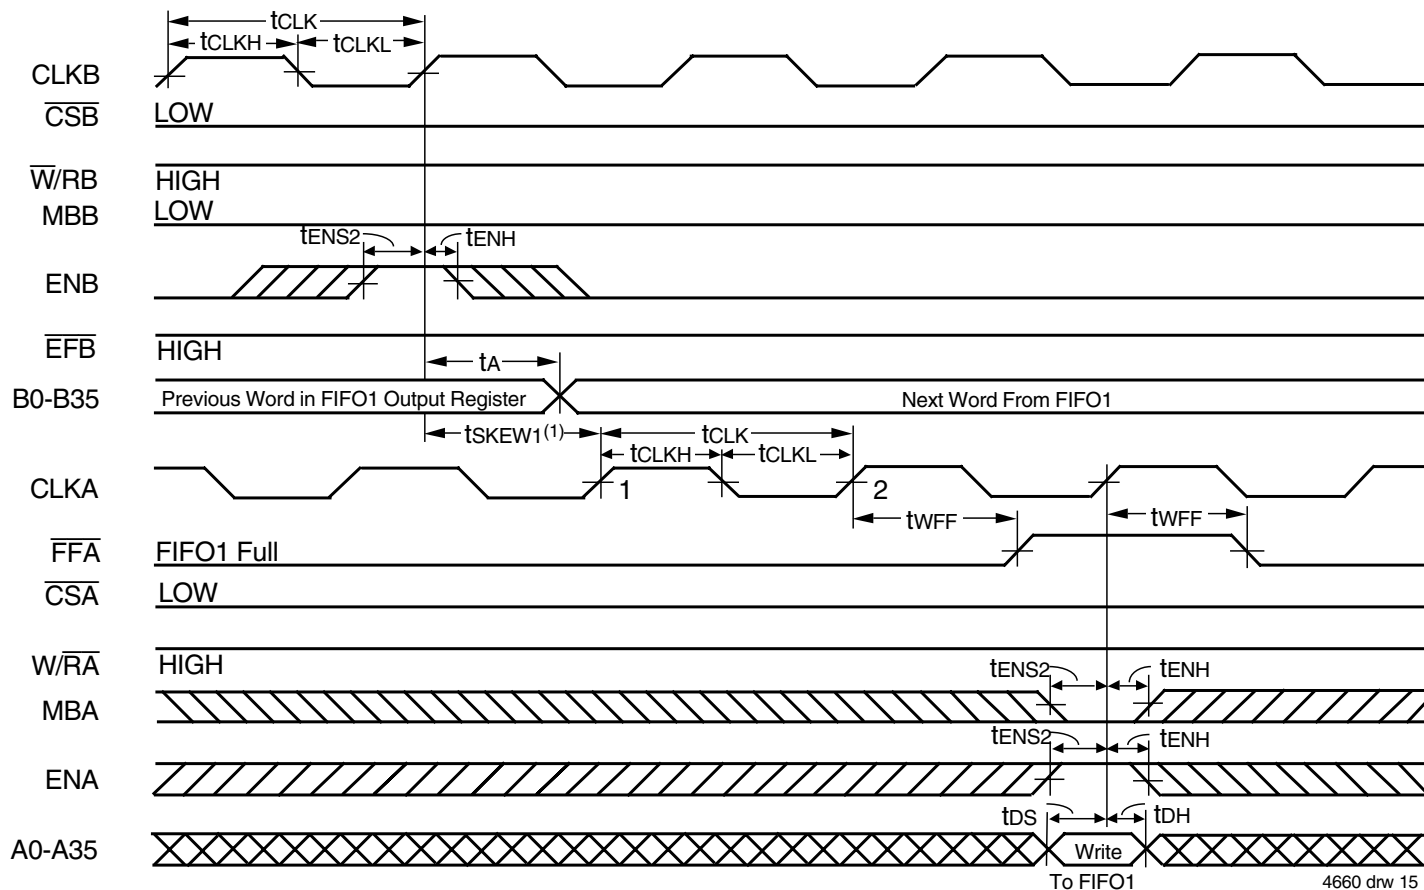 tCLK
tCLKH tCLKL
CLKB
CSB LOW
W/RB HIGH
MBB LOW
tENS2 tENH
ENB
EFB HIGH
tA
B0-B35 Previous Word in FIFO1 Output Register Next Word From FIFO1
tSKEW1(1) tCLK
tCLKH tCLKL
CLKA 1 2
tWFF tWFF
FFA FIFO1 Full
CSA LOW
W/RA HIGH
tENS2 tENH
MBA
tENS2 tENH
ENA
tDS tDH
A0-A35 Write
To FIFO1
4660 drw 15